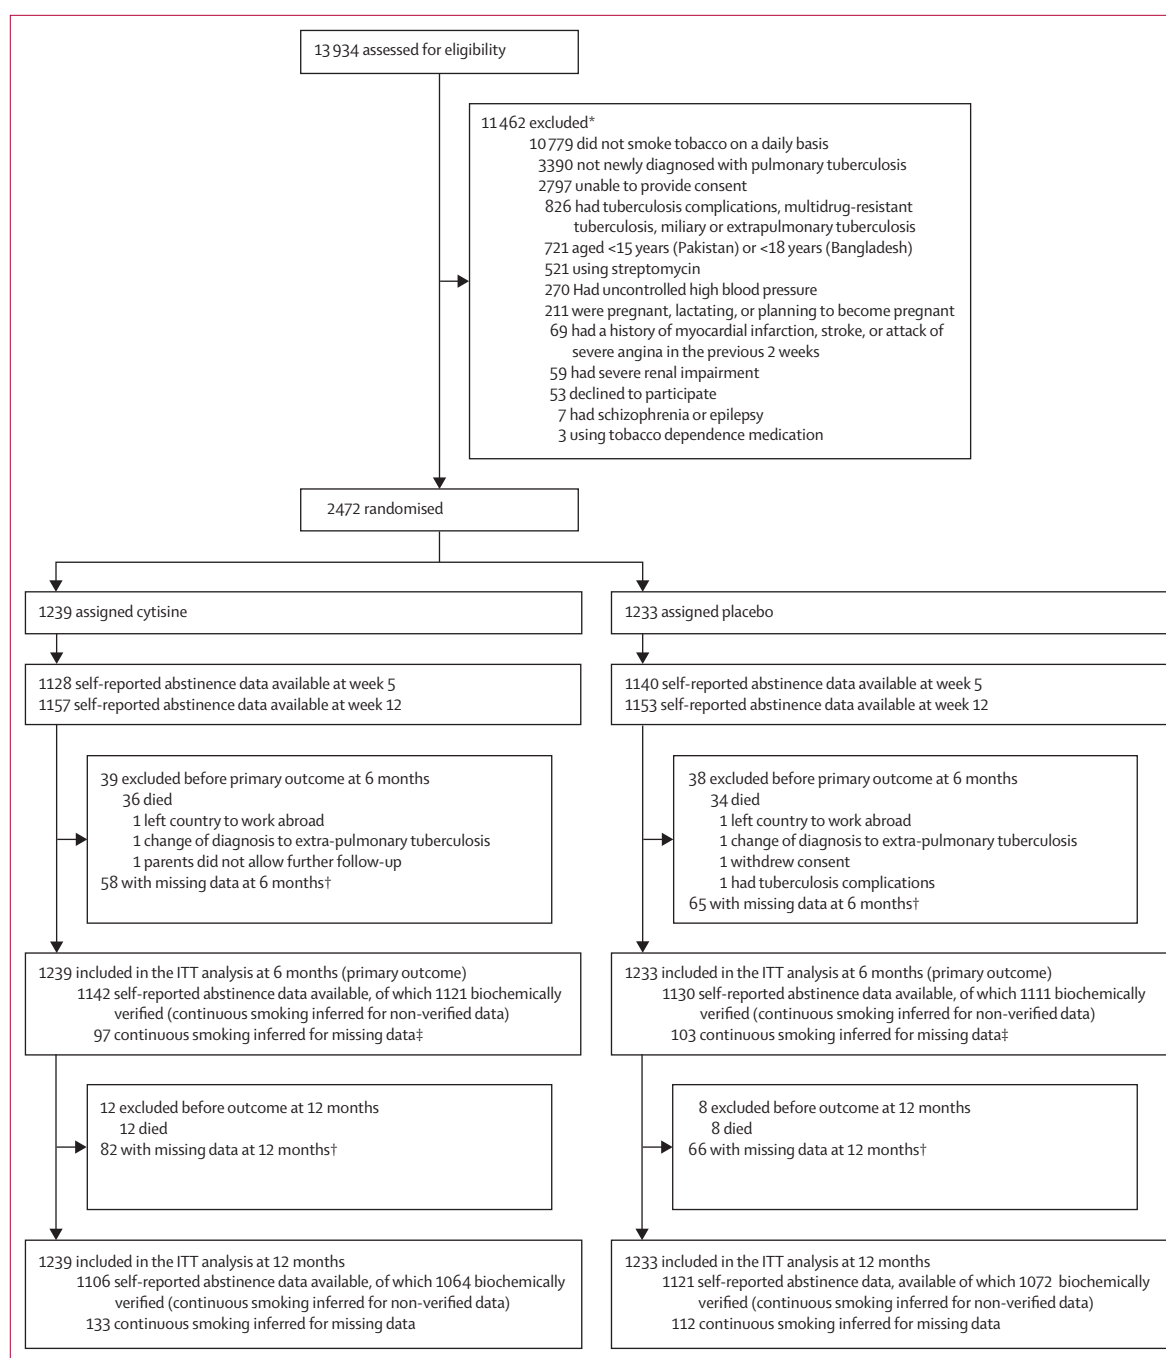 13 934 assessed for eligibility
11 462 excluded*
10 779 did not smoke tobacco on a daily basis
3390 not newly diagnosed with pulmonary tuberculosis
2797 unable to provide consent
826 had tuberculosis complications, multidrug-resistant
tuberculosis, miliary or extrapulmonary tuberculosis
721 aged <15 years (Pakistan) or <18 years (Bangladesh)
521 using streptomycin
270 Had uncontrolled high blood pressure
211 were pregnant, lactating, or planning to become pregnant
69 had a history of myocardial infarction, stroke, or attack of
severe angina in the previous 2 weeks
59 had severe renal impairment
53 declined to participate
7 had schizophrenia or epilepsy
3 using tobacco dependence medication
2472 randomised
1239 assigned cytisine
1233 assigned placebo
1128 self-reported abstinence data available at week 5
1157 self-reported abstinence data available at week 12
1140 self-reported abstinence data available at week 5
1153 self-reported abstinence data available at week 12
39 excluded before primary outcome at 6 months
36 died
1 left country to work abroad
1 change of diagnosis to extra-pulmonary tuberculosis
1 parents did not allow further follow-up
58 with missing data at 6 months†
38 excluded before primary outcome at 6 months
34 died
1 left country to work abroad
1 change of diagnosis to extra-pulmonary tuberculosis
1 withdrew consent
1 had tuberculosis complications
65 with missing data at 6 months†
1239 included in the ITT analysis at 6 months (primary outcome)
1142 self-reported abstinence data available, of which 1121 biochemically
verified (continuous smoking inferred for non-verified data)
97 continuous smoking inferred for missing data‡
1233 included in the ITT analysis at 6 months (primary outcome)
1130 self-reported abstinence data available, of which 1111 biochemically
verified (continuous smoking inferred for non-verified data)
103 continuous smoking inferred for missing data‡
12 excluded before outcome at 12 months
12 died
82 with missing data at 12 months†
8 excluded before outcome at 12 months
8 died
66 with missing data at 12 months†
1239 included in the ITT analysis at 12 months
1106 self-reported abstinence data available, of which 1064 biochemically
verified (continuous smoking inferred for non-verified data)
133 continuous smoking inferred for missing data
1233 included in the ITT analysis at 12 months
1121 self-reported abstinence data, available of which 1072 biochemically
verified (continuous smoking inferred for non-verified data)
112 continuous smoking inferred for missing data